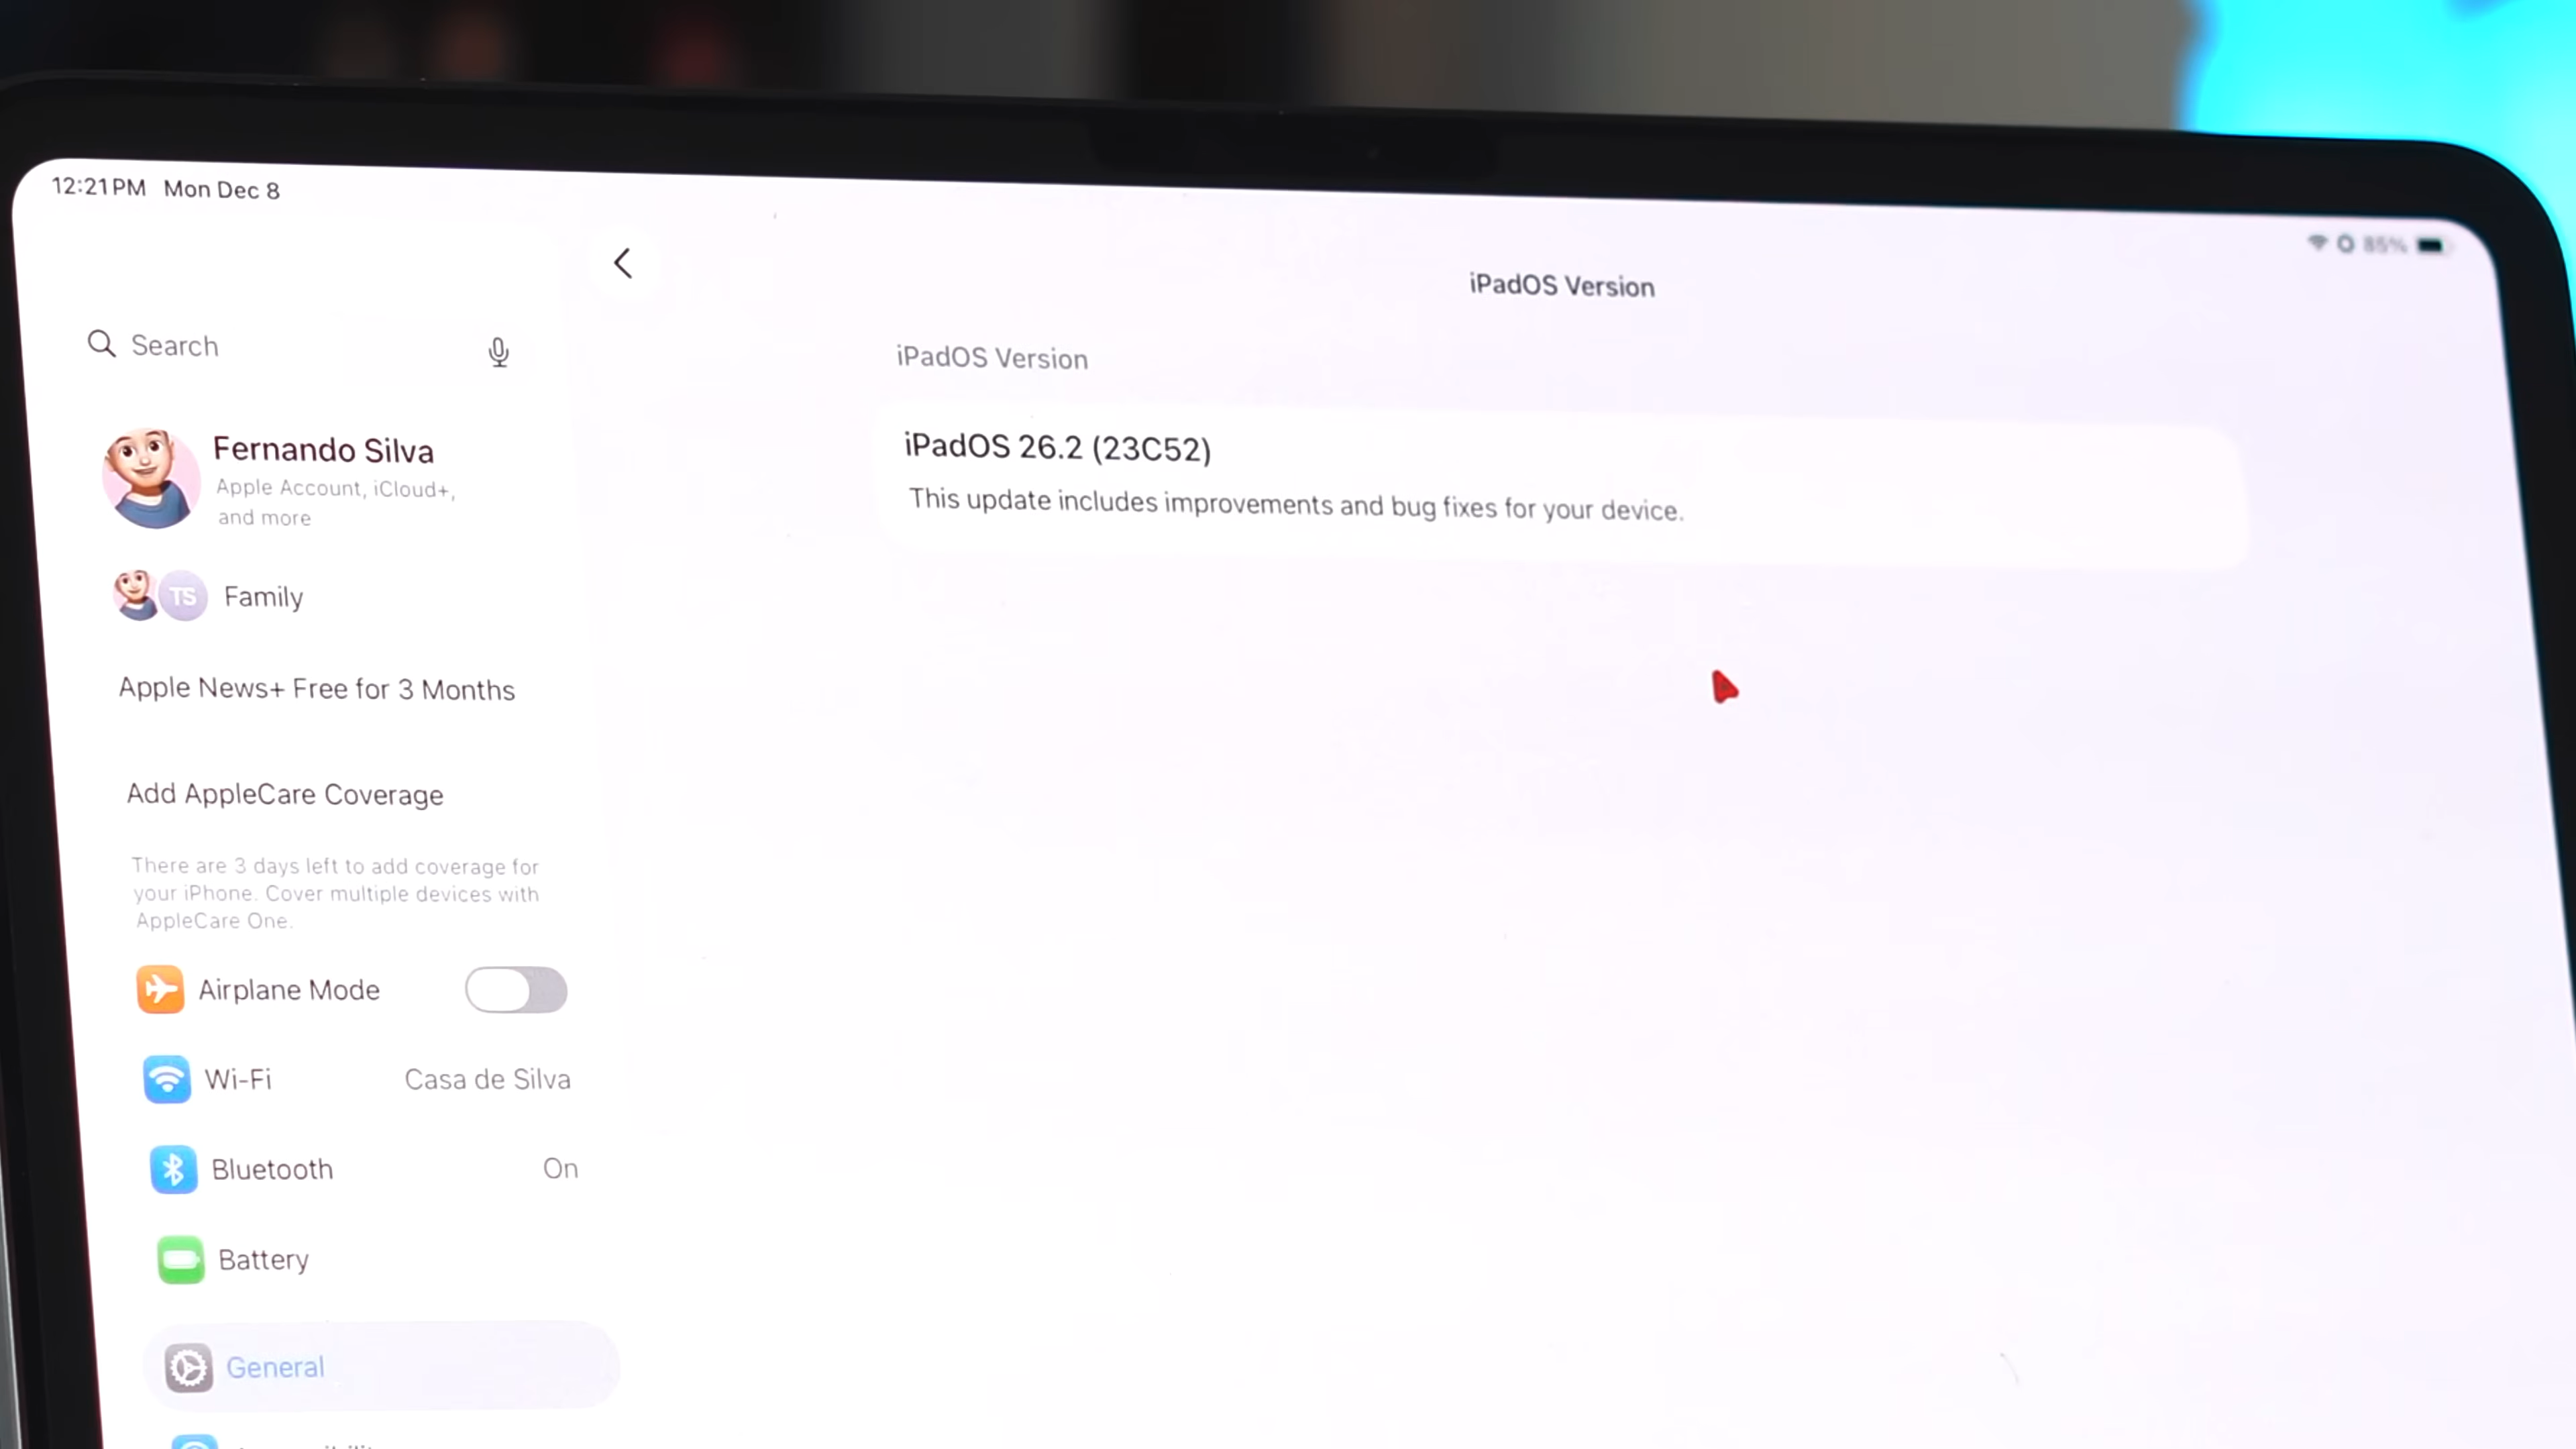 12:21 PM Mon Dec 8
85%
iPadOS Version
Search
iPadOS Version
Fernando Silva
Apple Account, iCloud+,
and more
iPadOS 26.2 (23C52)
This update includes improvements and bug fixes for your device.
TS Family
Apple News+ Free for 3 Months
Add AppleCare Coverage
There are 3 days left to add coverage for
your iPhone. Cover multiple devices with
AppleCare One.
Airplane Mode
Wi-Fi Casa de Silva
Bluetooth On
Battery
General